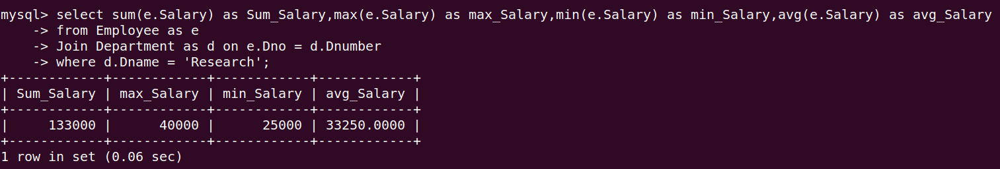 mysql> select sum(e.Salary) as Sum_Salary,max(e.Salary) as max_Salary,min(e.Salary) as min_Salary,avg(e.Salary) as avg_Salary
    -> from Employee as e
    -> Join Department as d on e.Dno = d.Dnumber
    -> where d.Dname = 'Research';
+------------+------------+------------+------------+
| Sum_Salary | max_Salary | min_Salary | avg_Salary |
+------------+------------+------------+------------+
|     133000 |      40000 |      25000 | 33250.0000 |
+------------+------------+------------+------------+
1 row in set (0.06 sec)